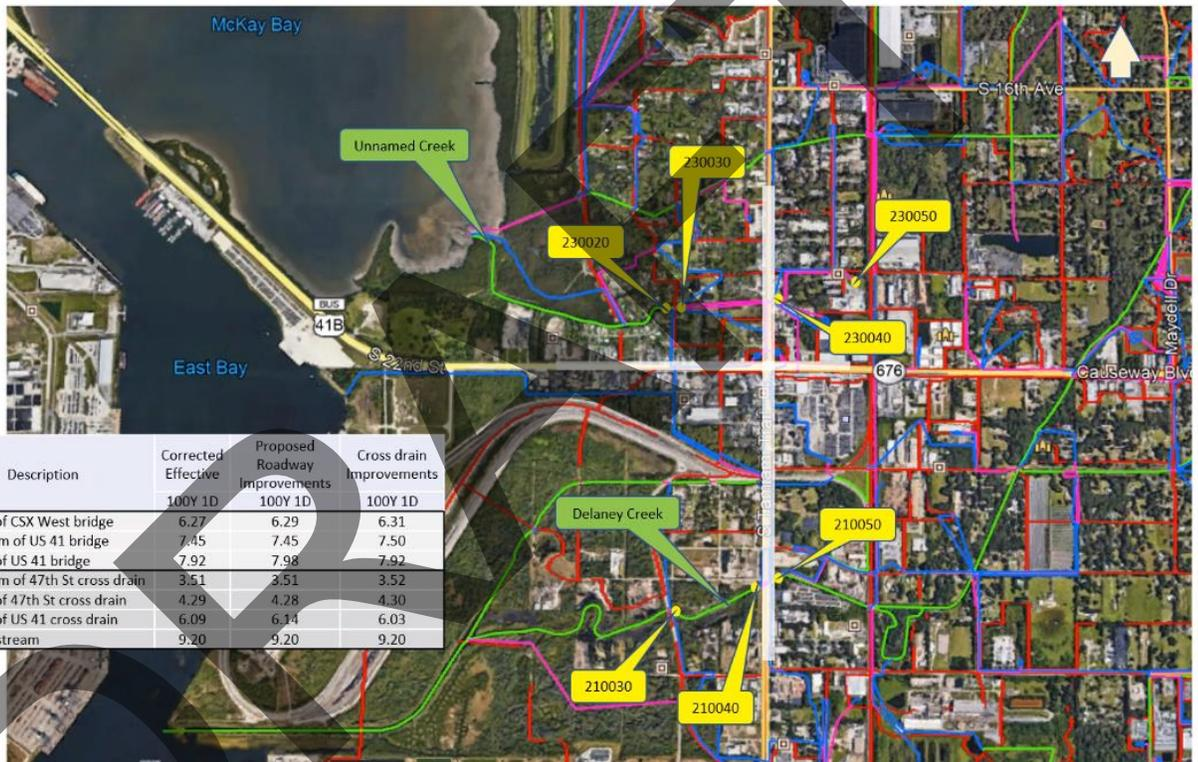 McKay Bay
S 16th Ave
Unnamed Creek
230030
230050
230020
230040
BUS
41B
S 22nd St
676
Causeway Blvd
Maydell Dr
East Bay
Description
Corrected Effective
Proposed Roadway Improvements
Cross drain Improvements
100Y 1D
100Y 1D
100Y 1D
of CSX West bridge 6.27 6.29 6.31
m of US 41 bridge 7.45 7.45 7.50
of US 41 bridge 7.92 7.98 7.92
m of 47th St cross drain 3.51 3.51 3.52
of 47th St cross drain 4.29 4.28 4.30
of US 41 cross drain 6.09 6.14 6.03
stream 9.20 9.20 9.20
Delaney Creek
210050
210030
210040